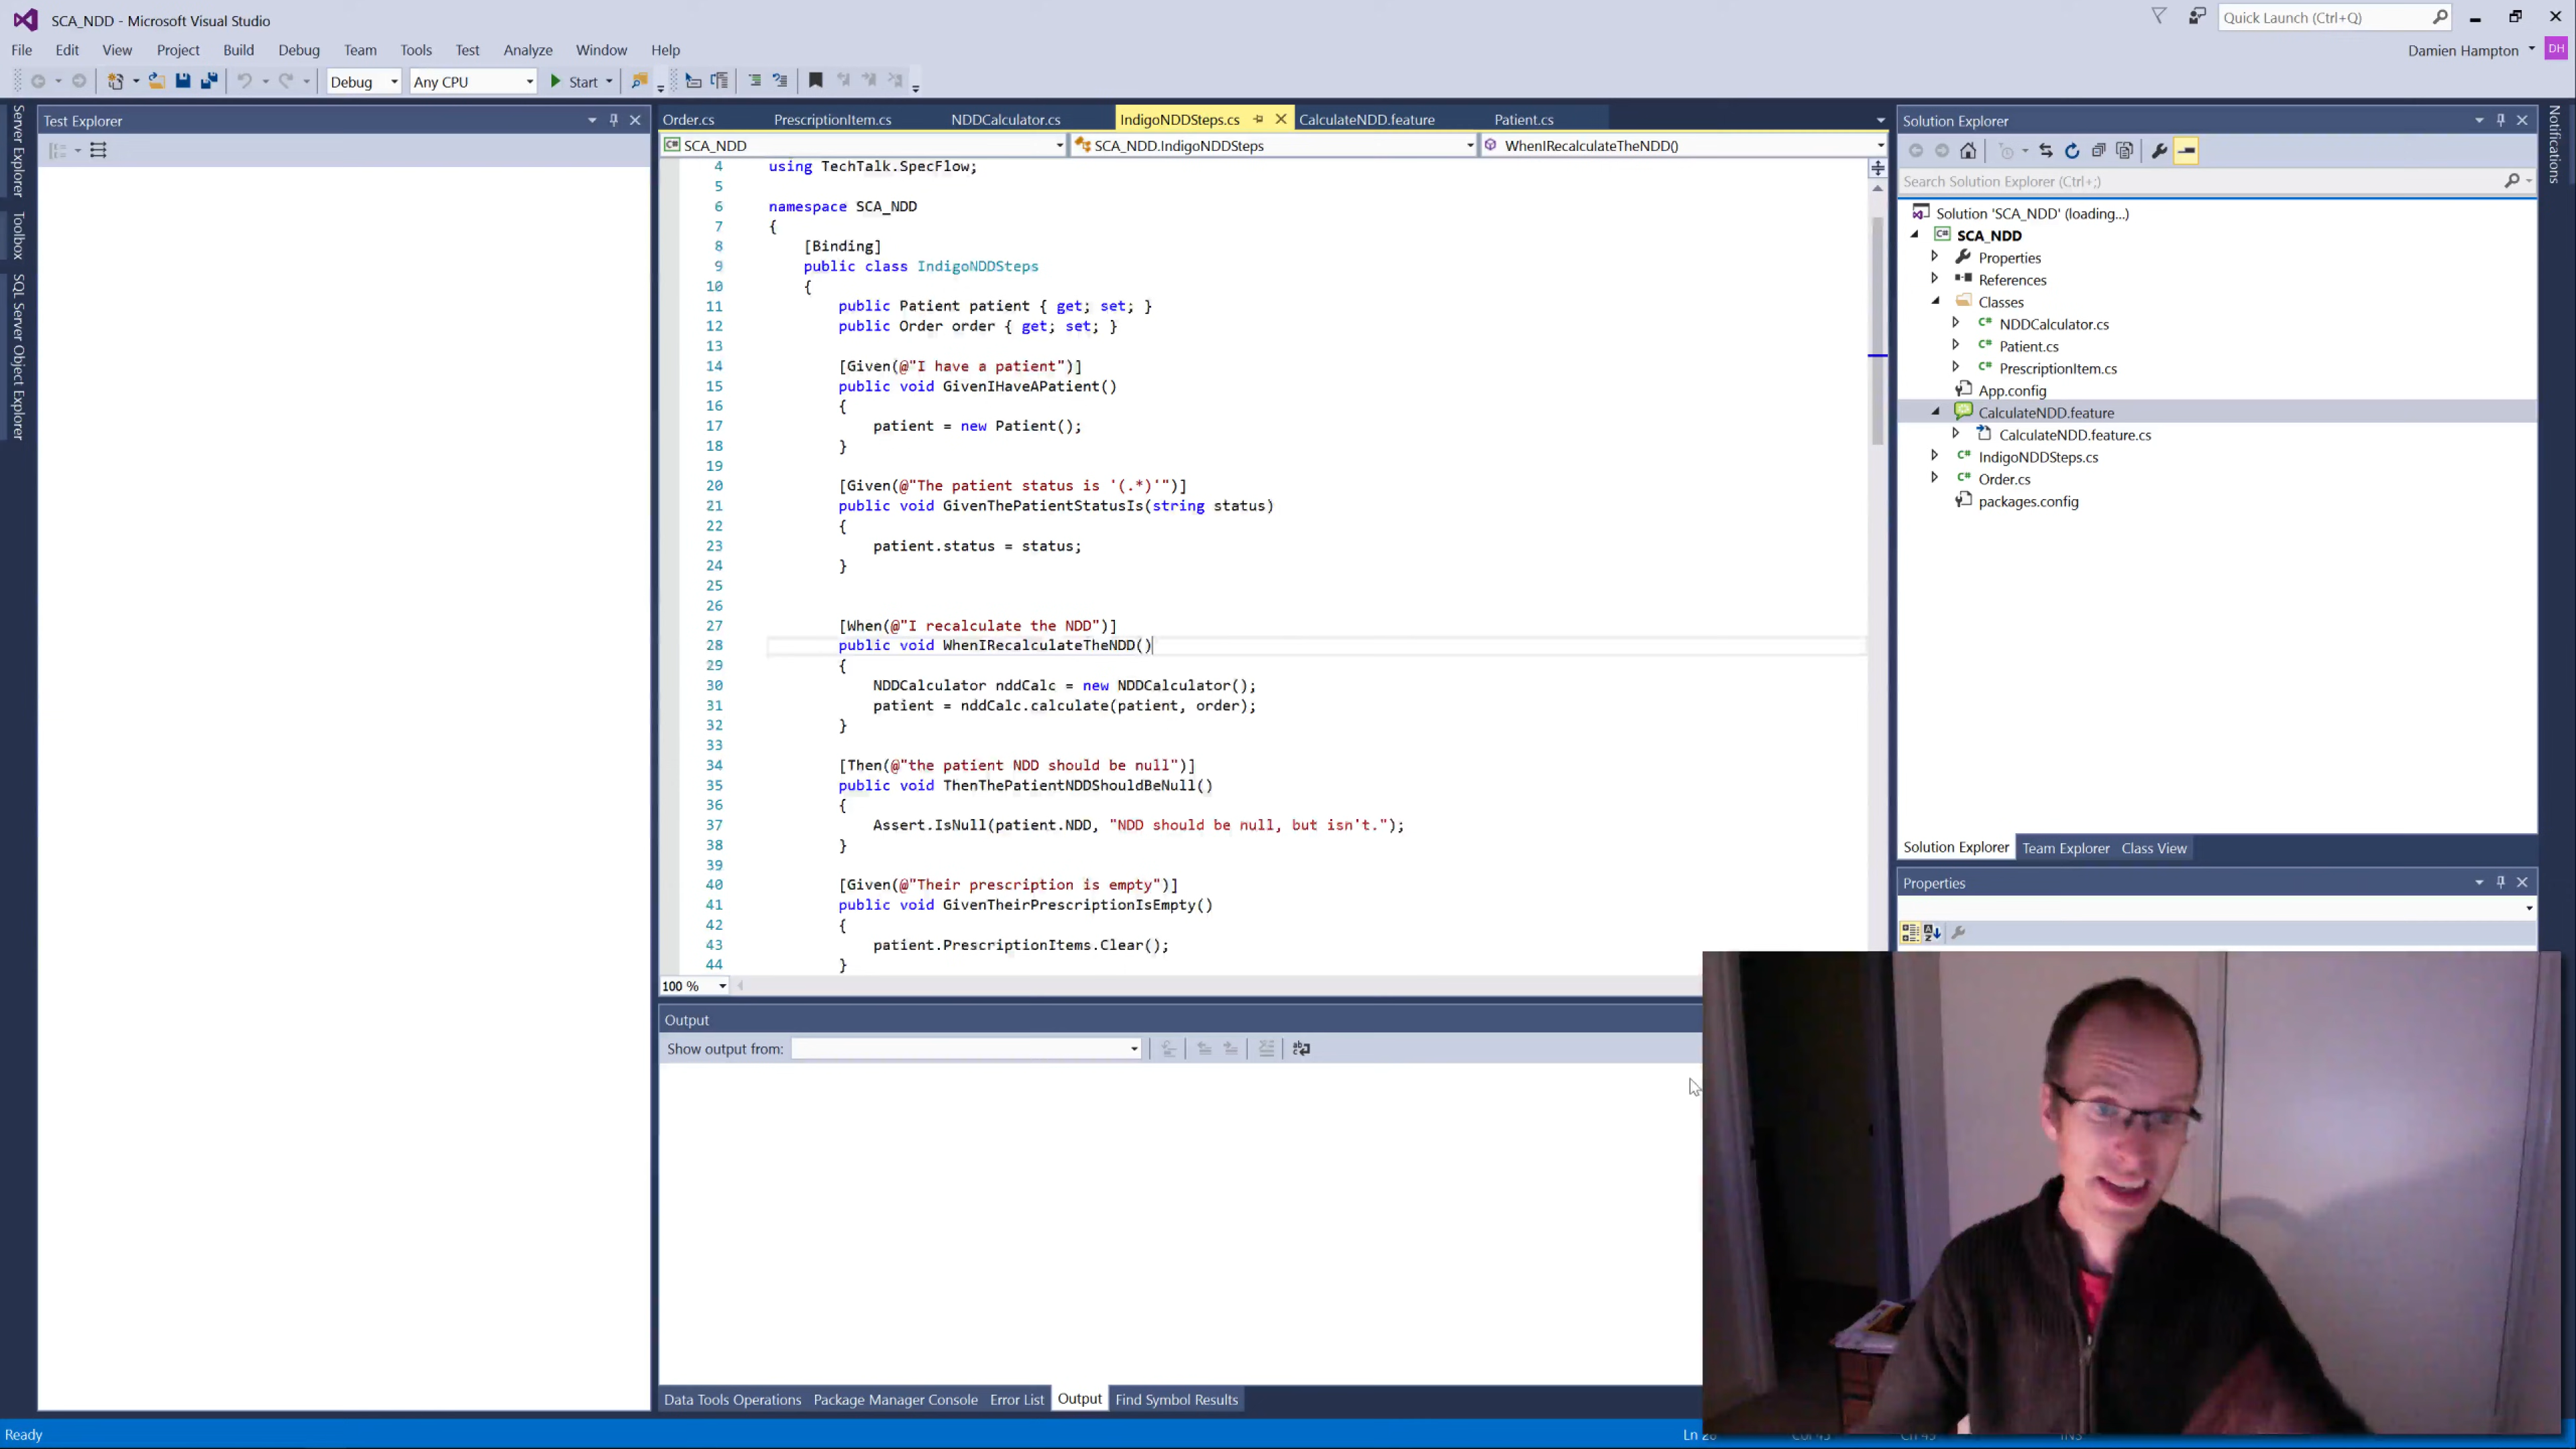 SCA_NDD - Microsoft Visual Studio
Quick Launch (Ctrl+Q)
File Edit View Project Build Debug Team Tools Test Analyze Window Help
Damien Hampton DH
Debug Any CPU Start
Server Explorer
Toolbox
SQL Server Object Explorer
Test Explorer
Order.cs PrescriptionItem.cs NDDCalculator.cs IndigoNDDSteps.cs CalculateNDD.feature Patient.cs
SCA_NDD SCA_NDD.IndigoNDDSteps WhenIRecalculateTheNDD()
4 using TechTalk.SpecFlow;
5
6 namespace SCA_NDD
7 {
8 [Binding]
9 public class IndigoNDDSteps
10 {
11 public Patient patient { get; set; }
12 public Order order { get; set; }
13
14 [Given(@"I have a patient")]
15 public void GivenIHaveAPatient()
16 {
17 patient = new Patient();
18 }
19
20 [Given(@"The patient status is '(.*)'")]
21 public void GivenThePatientStatusIs(string status)
22 {
23 patient.status = status;
24 }
25
26
27 [When(@"I recalculate the NDD")]
28 public void WhenIRecalculateTheNDD()
29 {
30 NDDCalculator nddCalc = new NDDCalculator();
31 patient = nddCalc.calculate(patient, order);
32 }
33
34 [Then(@"the patient NDD should be null")]
35 public void ThenThePatientNDDShouldBeNull()
36 {
37 Assert.IsNull(patient.NDD, "NDD should be null, but isn't.");
38 }
39
40 [Given(@"Their prescription is empty")]
41 public void GivenTheirPrescriptionIsEmpty()
42 {
43 patient.PrescriptionItems.Clear();
44 }
100 %
Output
Show output from:
Data Tools Operations Package Manager Console Error List Output Find Symbol Results
Solution Explorer
Search Solution Explorer (Ctrl+;)
Solution 'SCA_NDD' (loading...)
SCA_NDD
Properties
References
Classes
NDDCalculator.cs
Patient.cs
PrescriptionItem.cs
App.config
CalculateNDD.feature
CalculateNDD.feature.cs
IndigoNDDSteps.cs
Order.cs
packages.config
Solution Explorer Team Explorer Class View
Properties
Notifications
Ready
Ln 28